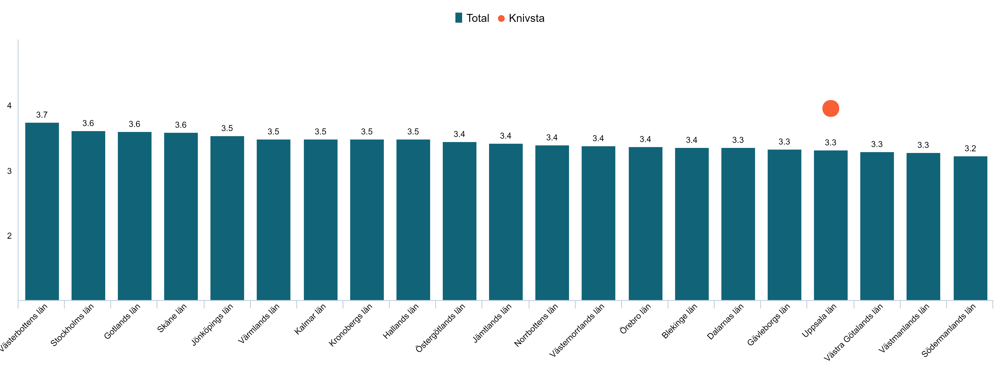 Total Knivsta
4
3
2
3.7 3.6 3.6 3.6 3.5 3.5 3.5 3.5 3.5 3.4 3.4 3.4 3.4 3.4 3.4 3.3 3.3 3.3 3.3 3.3 3.2
Västerbottens län
Stockholms län
Gotlands län
Skåne län
Jönköpings län
Värmlands län
Kalmar län
Kronobergs län
Hallands län
Östergötlands län
Jämtlands län
Norrbottens län
Västernorrlands län
Örebro län
Blekinge län
Dalarnas län
Gävleborgs län
Uppsala län
Västra Götalands län
Västmanlands län
Södermanlands län